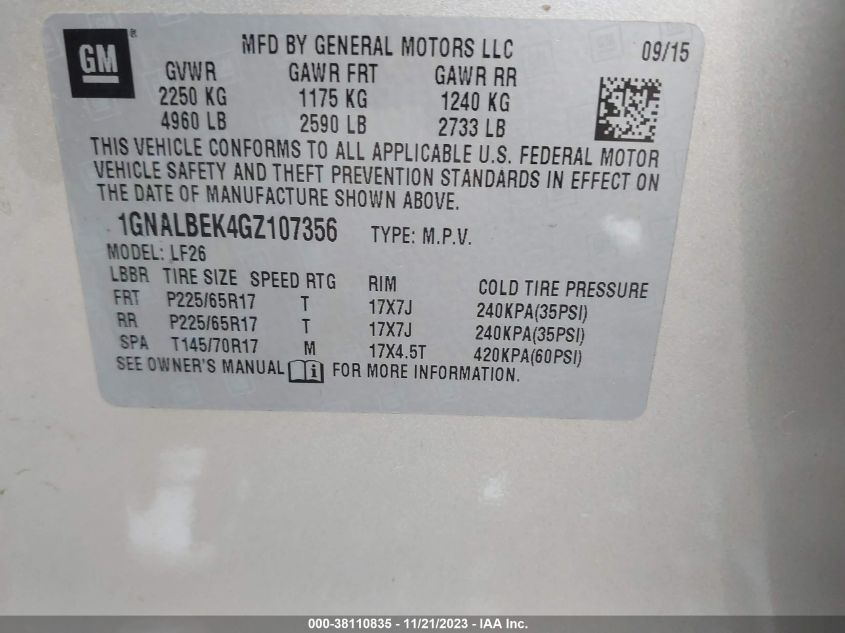 GM®
MFD BY GENERAL MOTORS LLC 09/15
GVWR GAWR FRT GAWR RR
2250 KG 1175 KG 1240 KG
4960 LB 2590 LB 2733 LB
THIS VEHICLE CONFORMS TO ALL APPLICABLE U.S. FEDERAL MOTOR
VEHICLE SAFETY AND THEFT PREVENTION STANDARDS IN EFFECT ON
THE DATE OF MANUFACTURE SHOWN ABOVE.
1GNALBEK4GZ107356 TYPE: M.P.V.
MODEL: LF26
LBBR TIRE SIZE SPEED RTG RIM COLD TIRE PRESSURE
FRT P225/65R17 T 17X7J 240KPA(35PSI)
RR P225/65R17 T 17X7J 240KPA(35PSI)
SPA T145/70R17 M 17X4.5T 420KPA(60PSI)
SEE OWNER'S MANUAL i FOR MORE INFORMATION.
000-38110835 - 11/21/2023 - IAA Inc.